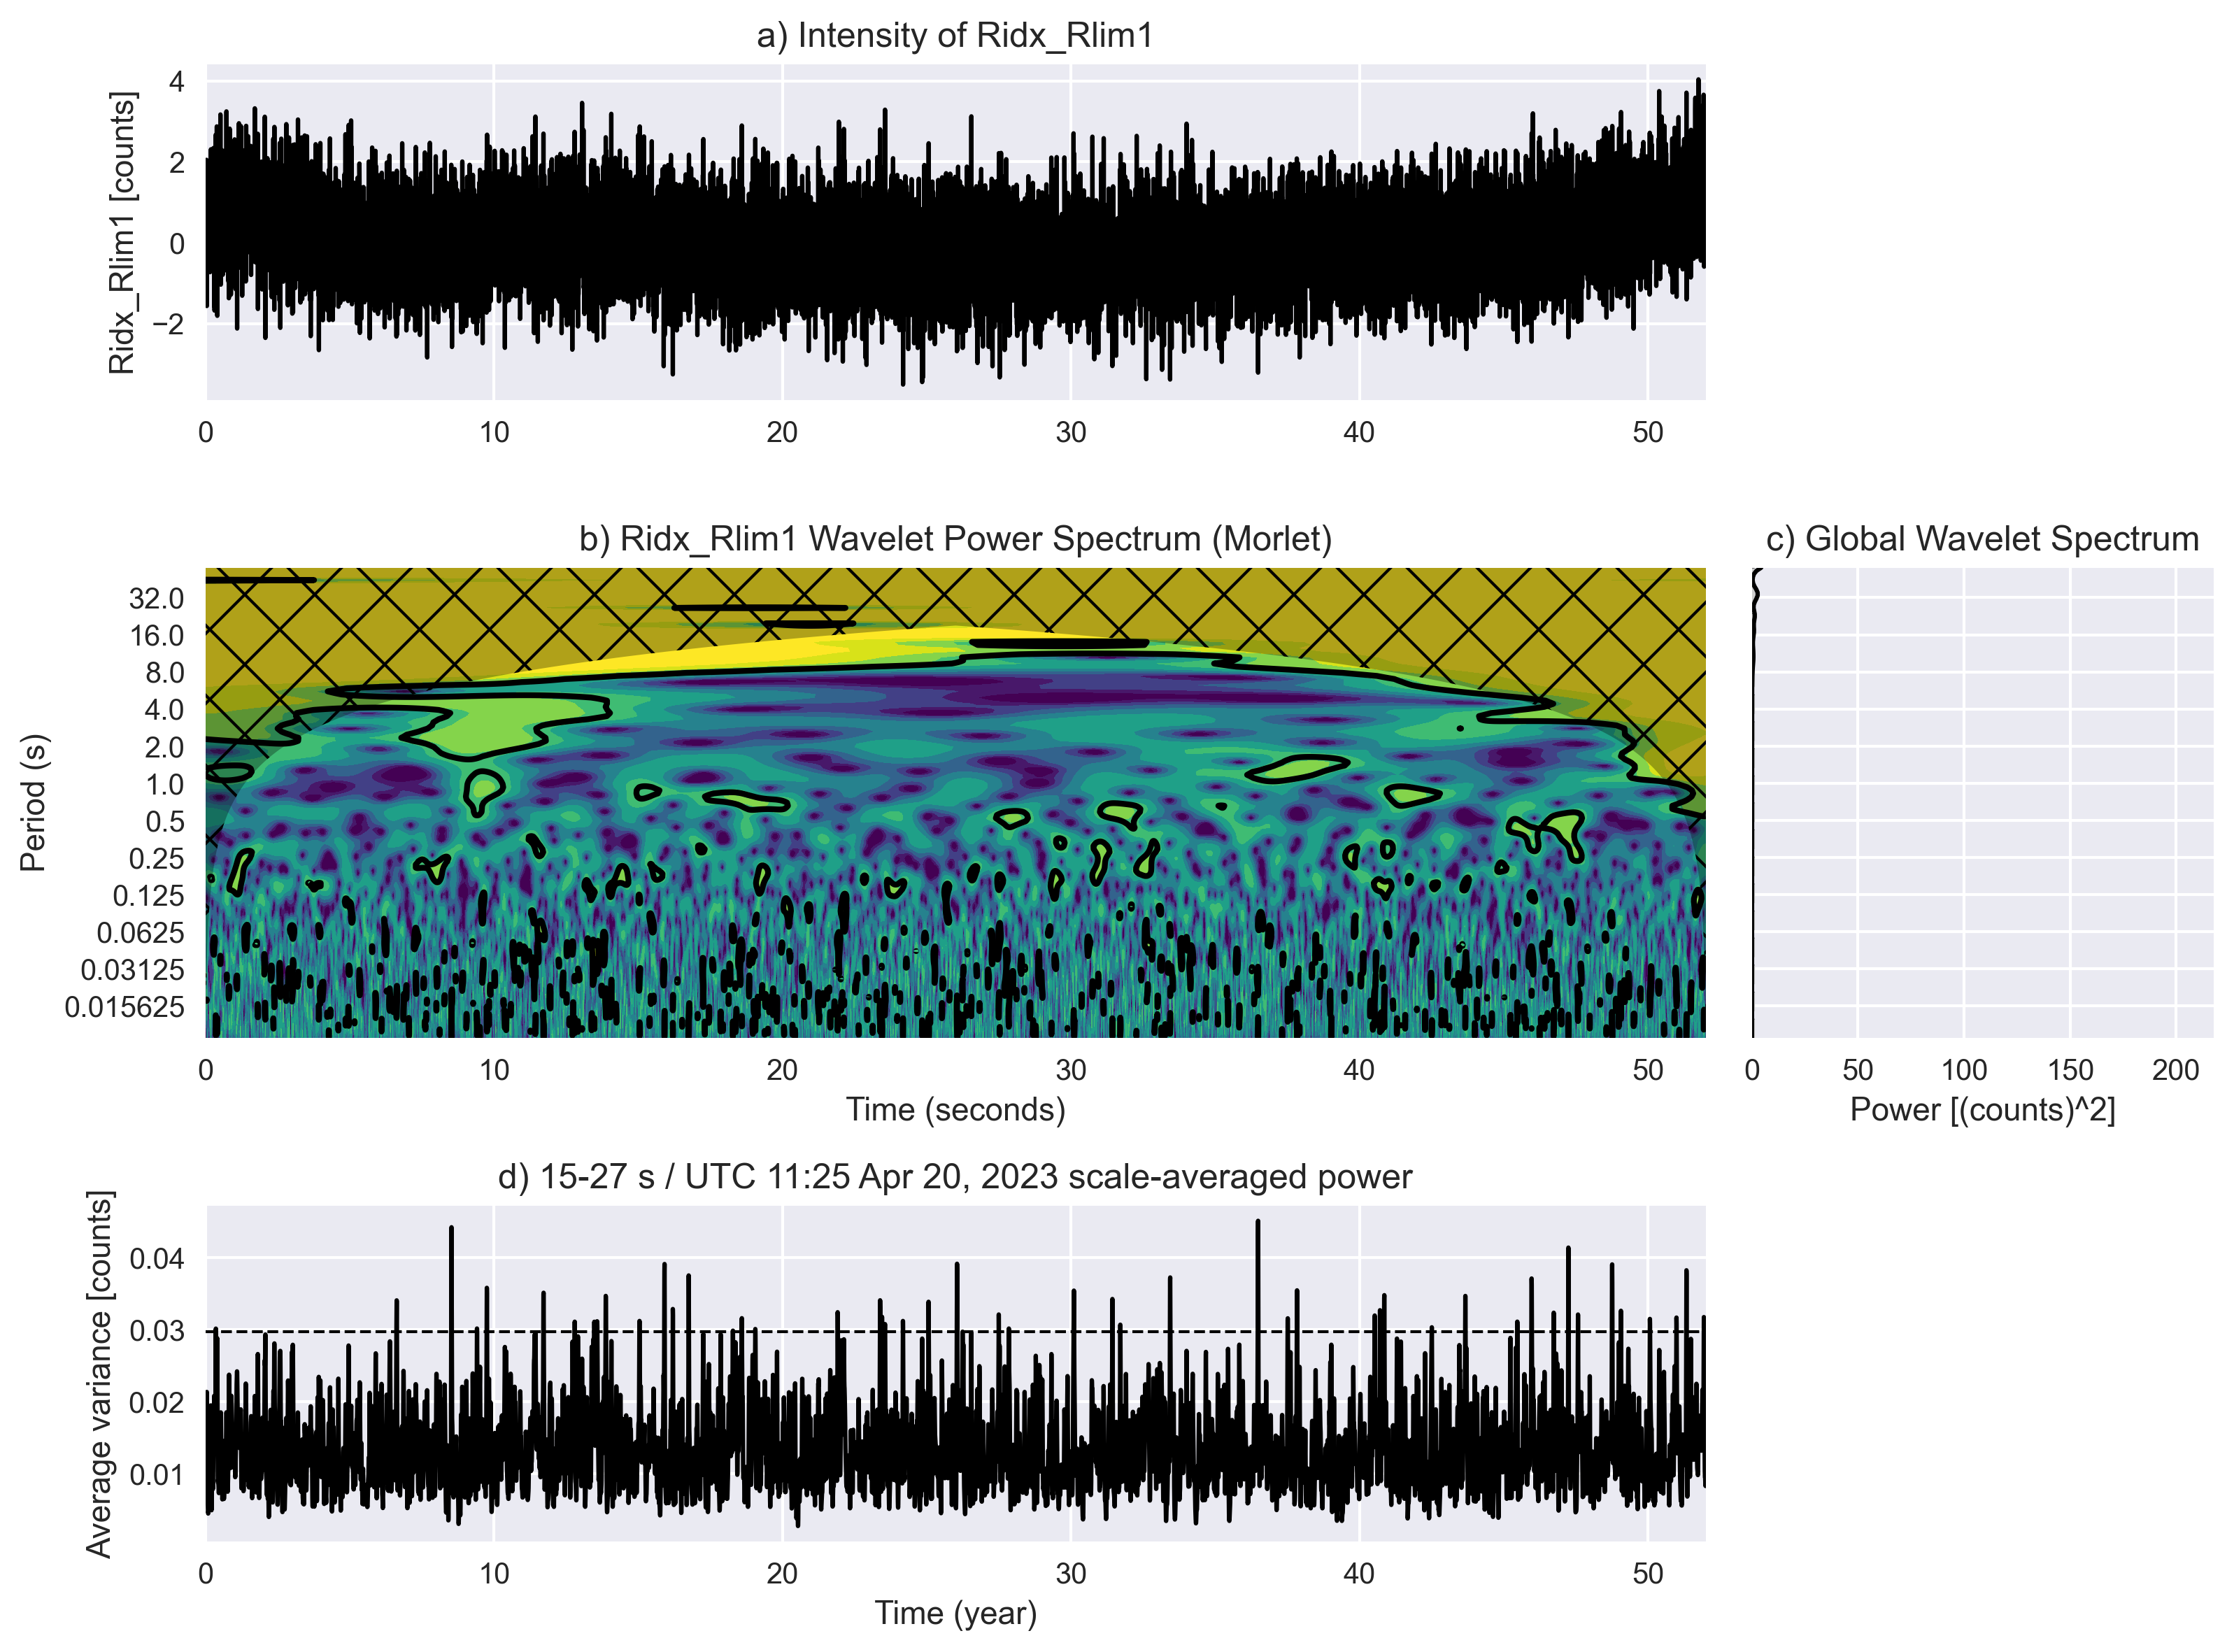 a) Intensity of Ridx_Rlim1
Ridx_Rlim1 [counts]
4
2
0
−2
0 10 20 30 40 50
b) Ridx_Rlim1 Wavelet Power Spectrum (Morlet)
Period (s)
32.0
16.0
8.0
4.0
2.0
1.0
0.5
0.25
0.125
0.0625
0.03125
0.015625
0 10 20 30 40 50
Time (seconds)
c) Global Wavelet Spectrum
0 50 100 150 200
Power [(counts)^2]
d) 15-27 s / UTC 11:25 Apr 20, 2023 scale-averaged power
Average variance [counts]
0.04
0.03
0.02
0.01
0 10 20 30 40 50
Time (year)